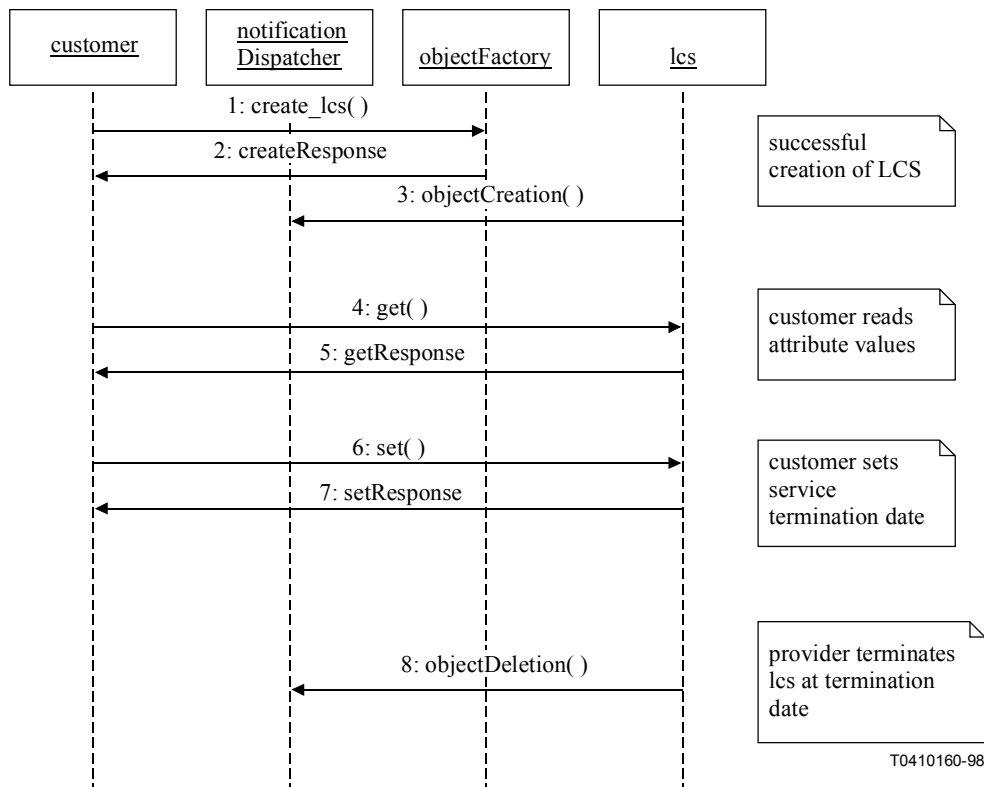 customer
notification
Dispatcher
objectFactory
lcs
1: create_lcs( )
2: createResponse
3: objectCreation( )
successful
creation of LCS
4: get( )
5: getResponse
customer reads
attribute values
6: set( )
7: setResponse
customer sets
service
termination date
8: objectDeletion( )
provider terminates
lcs at termination
date
T0410160-98